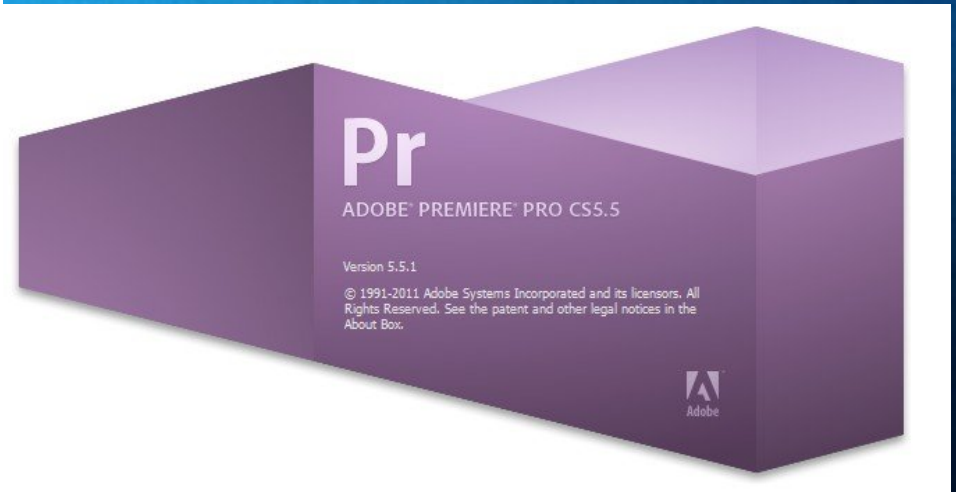 Pr
ADOBE® PREMIERE® PRO CS5.5
Version 5.5.1
© 1991-2011 Adobe Systems Incorporated and its licensors. All
Rights Reserved. See the patent and other legal notices in the
About Box.
Adobe